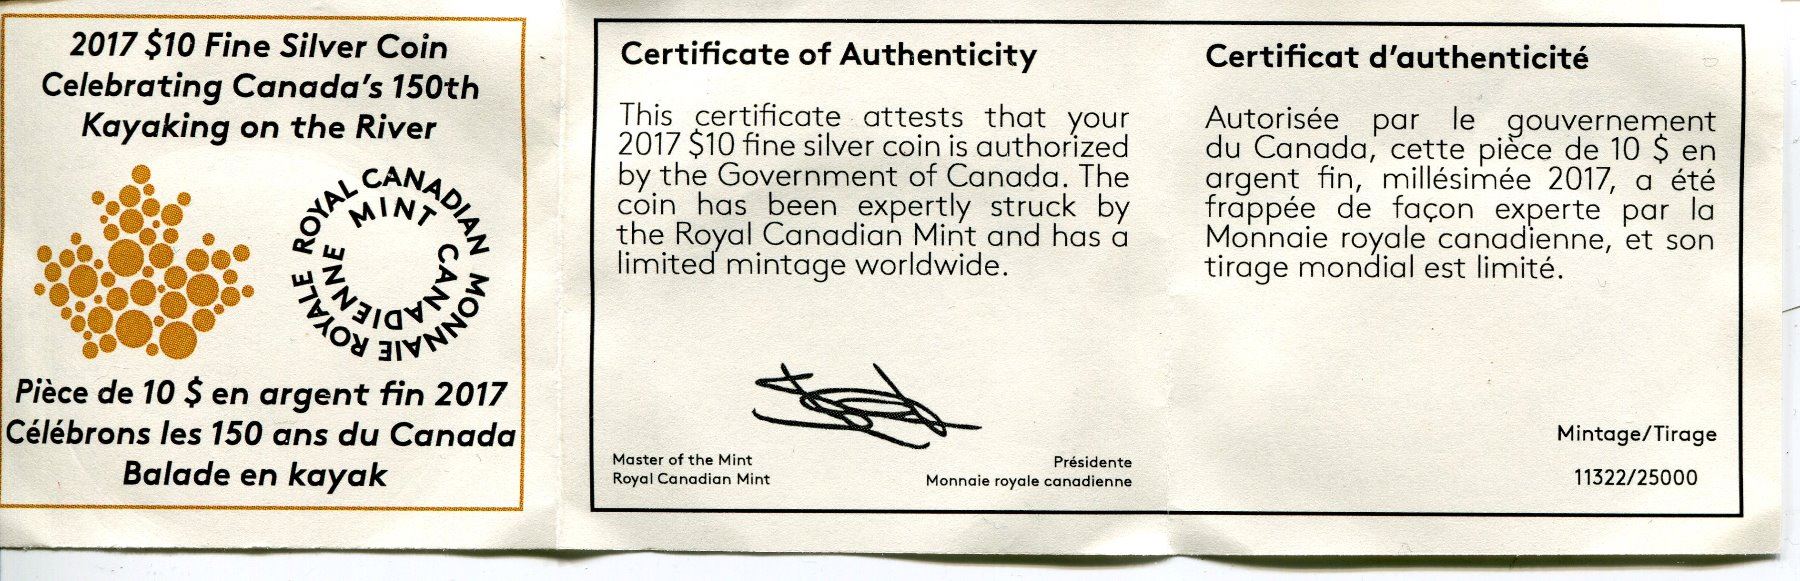 2017 $10 Fine Silver Coin
Celebrating Canada's 150th
Kayaking on the River
ROYAL CANADIAN MINT
MONNAIE ROYALE CANADIENNE
Pièce de 10 $ en argent fin 2017
Célébrons les 150 ans du Canada
Balade en kayak
Certificate of Authenticity
This certificate attests that your
2017 $10 fine silver coin is authorized
by the Government of Canada. The
coin has been expertly struck by
the Royal Canadian Mint and has a
limited mintage worldwide.
Master of the Mint
Royal Canadian Mint
Présidente
Monnaie royale canadienne
Certificat d'authenticité
Autorisée par le gouvernement
du Canada, cette pièce de 10 $ en
argent fin, millésimée 2017, a été
frappée de façon experte par la
Monnaie royale canadienne, et son
tirage mondial est limité.
Mintage/Tirage
11322/25000